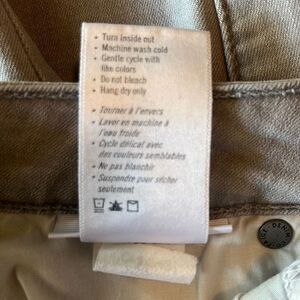 • Turn inside out
• Machine wash cold
• Gentle cycle with
like colors
• Do not bleach
• Hang dry only
• Tourner à l'envers
• Laver en machine à
l'eau froide
• Cycle délicat avec
des couleurs semblables
• Ne pas blanchir
• Suspendre pour sécher
seulement
DENIM